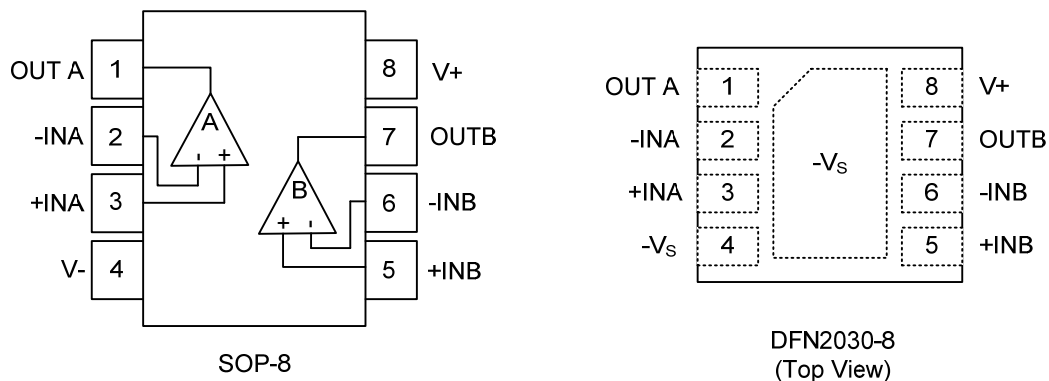 OUT A 1
-INA 2
+INA 3
V- 4
A
- +
B
+ -
8 V+
7 OUTB
6 -INB
5 +INB
SOP-8
OUT A 1
-INA 2
+INA 3
-VS 4
-VS
8 V+
7 OUTB
6 -INB
5 +INB
DFN2030-8
(Top View)